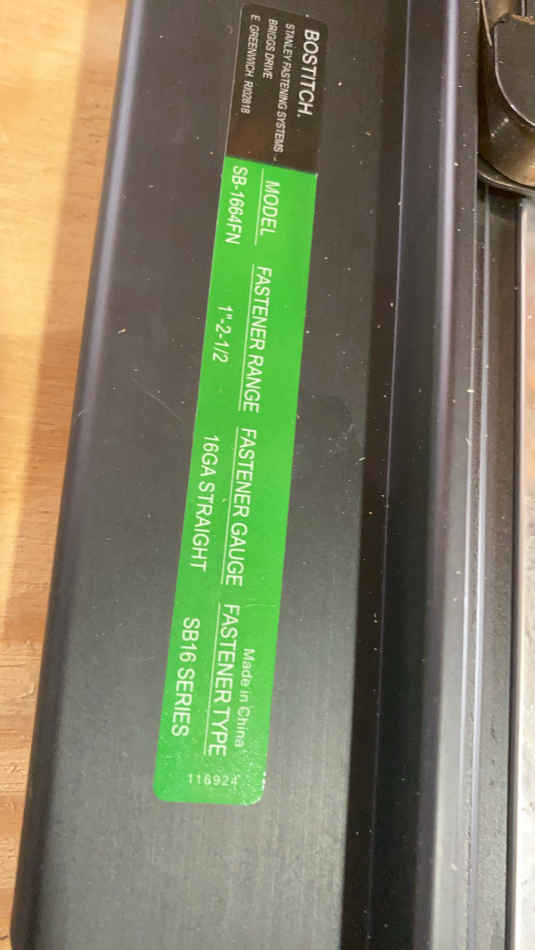 BOSTITCH.
STANLEY FASTENING SYSTEMS
BRIGGS DRIVE
E. GREENWICH. RI02818
MODEL
SB-1664FN
FASTENER RANGE
1"-2-1/2
FASTENER GAUGE
16GA STRAIGHT
Made in China
FASTENER TYPE
SB16 SERIES
116924